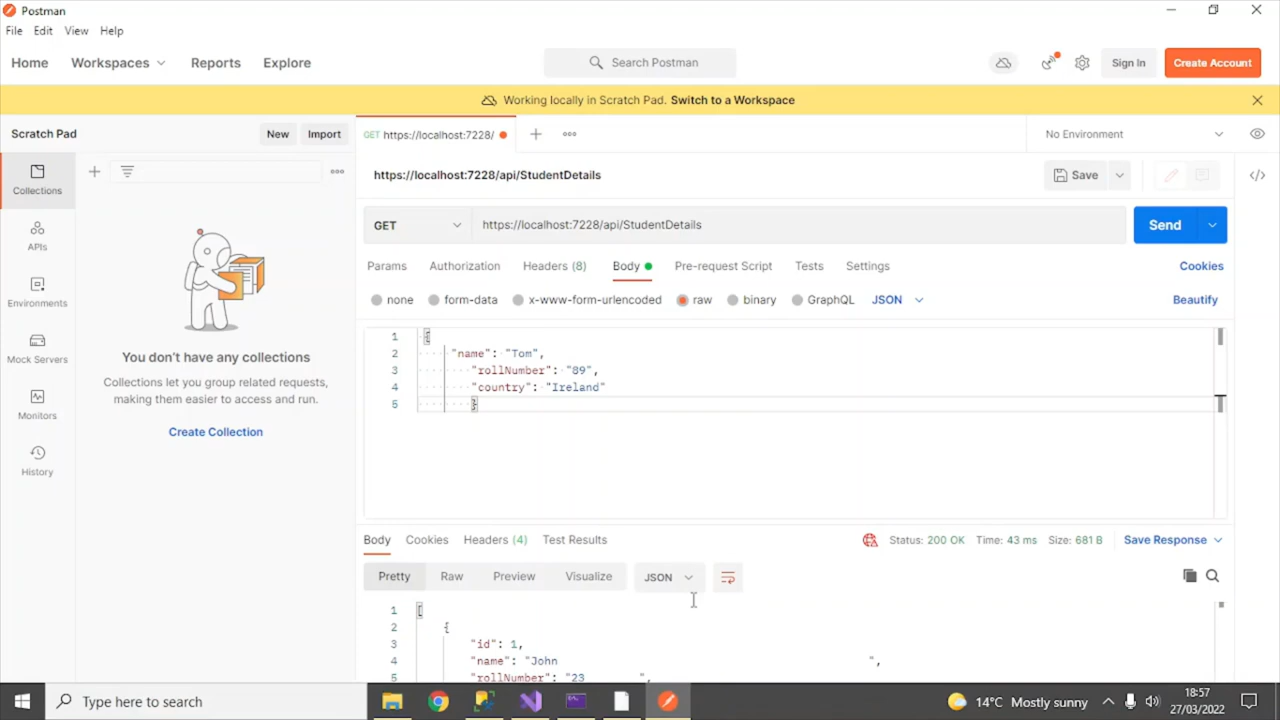 Postman
File Edit View Help
Home Workspaces Reports Explore Search Postman Sign In Create Account
Working locally in Scratch Pad. Switch to a Workspace
Scratch Pad New Import GET https://localhost:7228/ No Environment
Collections
APIs
Environments
Mock Servers
Monitors
History
You don't have any collections
Collections let you group related requests,
making them easier to access and run.
Create Collection
https://localhost:7228/api/StudentDetails Save
GET https://localhost:7228/api/StudentDetails Send
Params Authorization Headers (8) Body Pre-request Script Tests Settings Cookies
none form-data x-www-form-urlencoded raw binary GraphQL JSON Beautify
1 {
2 "name": "Tom",
3 "rollNumber": "89",
4 "country": "Ireland"
5 }
Body Cookies Headers (4) Test Results Status: 200 OK Time: 43 ms Size: 681 B Save Response
Pretty Raw Preview Visualize JSON
1 [
2 {
3 "id": 1,
4 "name": "John ",
5 "rollNumber": "23 ",
Type here to search 14°C Mostly sunny 18:57
27/03/2022